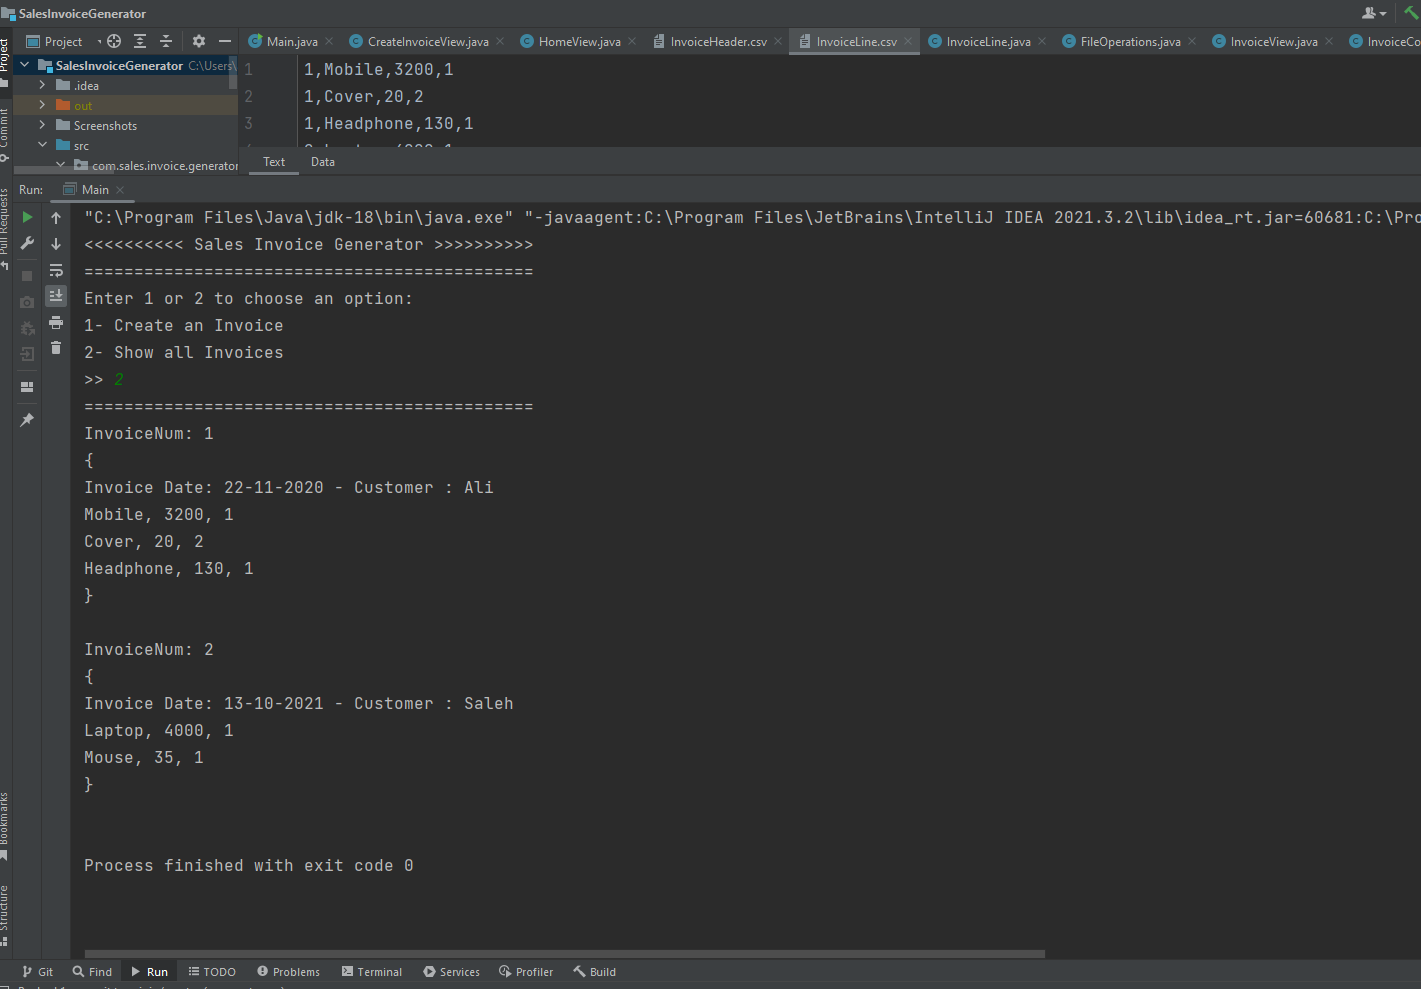 SalesInvoiceGenerator
Project
Main.java
CreateInvoiceView.java
HomeView.java
InvoiceHeader.csv
InvoiceLine.csv
InvoiceLine.java
FileOperations.java
InvoiceView.java
InvoiceCo
Project
Commit
Pull Requests
Bookmarks
Structure
SalesInvoiceGenerator C:\Users\
.idea
out
Screenshots
src
com.sales.invoice.generator
1 1,Mobile,3200,1
2 1,Cover,20,2
3 1,Headphone,130,1
Text Data
Run: Main
"C:\Program Files\Java\jdk-18\bin\java.exe" "-javaagent:C:\Program Files\JetBrains\IntelliJ IDEA 2021.3.2\lib\idea_rt.jar=60681:C:\Pro
<<<<<<<<<< Sales Invoice Generator >>>>>>>>>>
=============================================
Enter 1 or 2 to choose an option:
1- Create an Invoice
2- Show all Invoices
>> 2
=============================================
InvoiceNum: 1
{
Invoice Date: 22-11-2020 - Customer : Ali
Mobile, 3200, 1
Cover, 20, 2
Headphone, 130, 1
}
InvoiceNum: 2
{
Invoice Date: 13-10-2021 - Customer : Saleh
Laptop, 4000, 1
Mouse, 35, 1
}
Process finished with exit code 0
Git Find Run TODO Problems Terminal Services Profiler Build